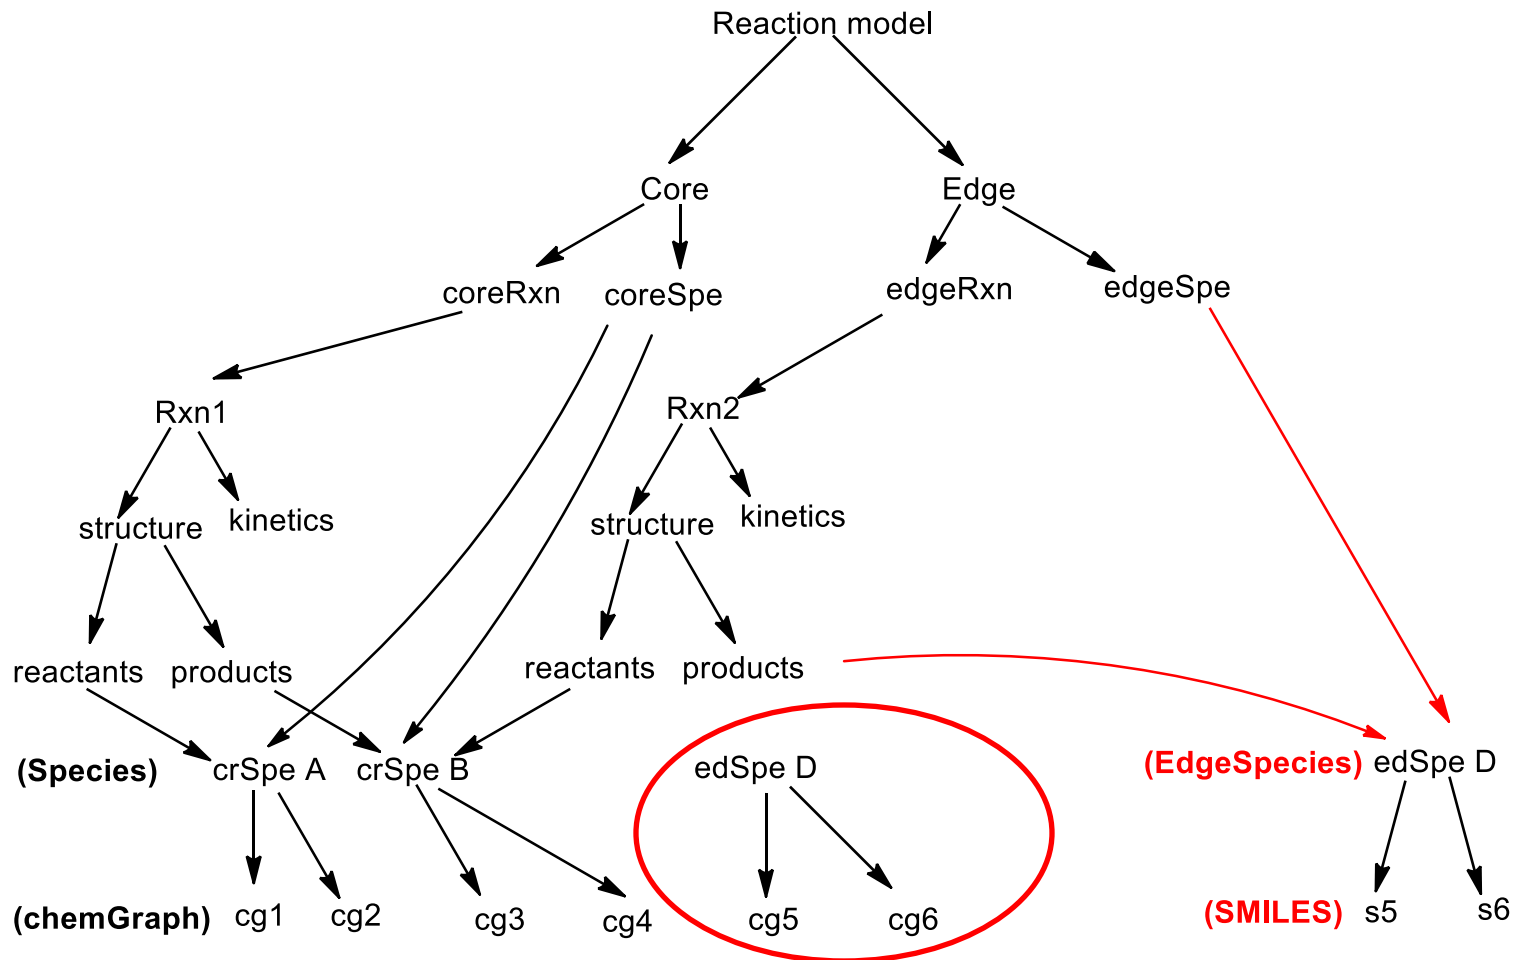 Reaction model
Core
Edge
coreRxn
coreSpe
edgeRxn
edgeSpe
Rxn1
Rxn2
structure
kinetics
structure
kinetics
reactants
products
reactants
products
(Species)
crSpe A
crSpe B
edSpe D
(EdgeSpecies)
edSpe D
(chemGraph)
cg1
cg2
cg3
cg4
cg5
cg6
(SMILES)
s5
s6